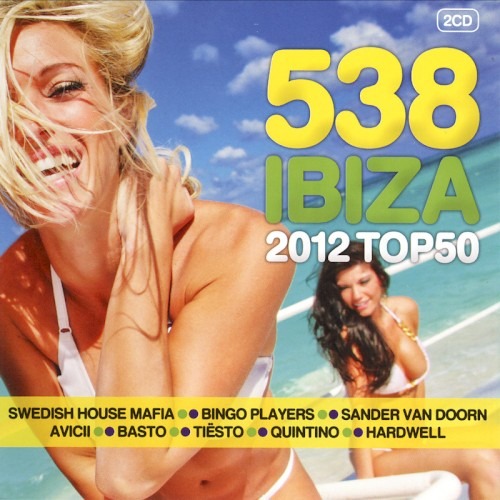 2CD
538
IBIZA
2012 TOP50
SWEDISH HOUSE MAFIA BINGO PLAYERS SANDER VAN DOORN
AVICII BASTO TIËSTO QUINTINO HARDWELL